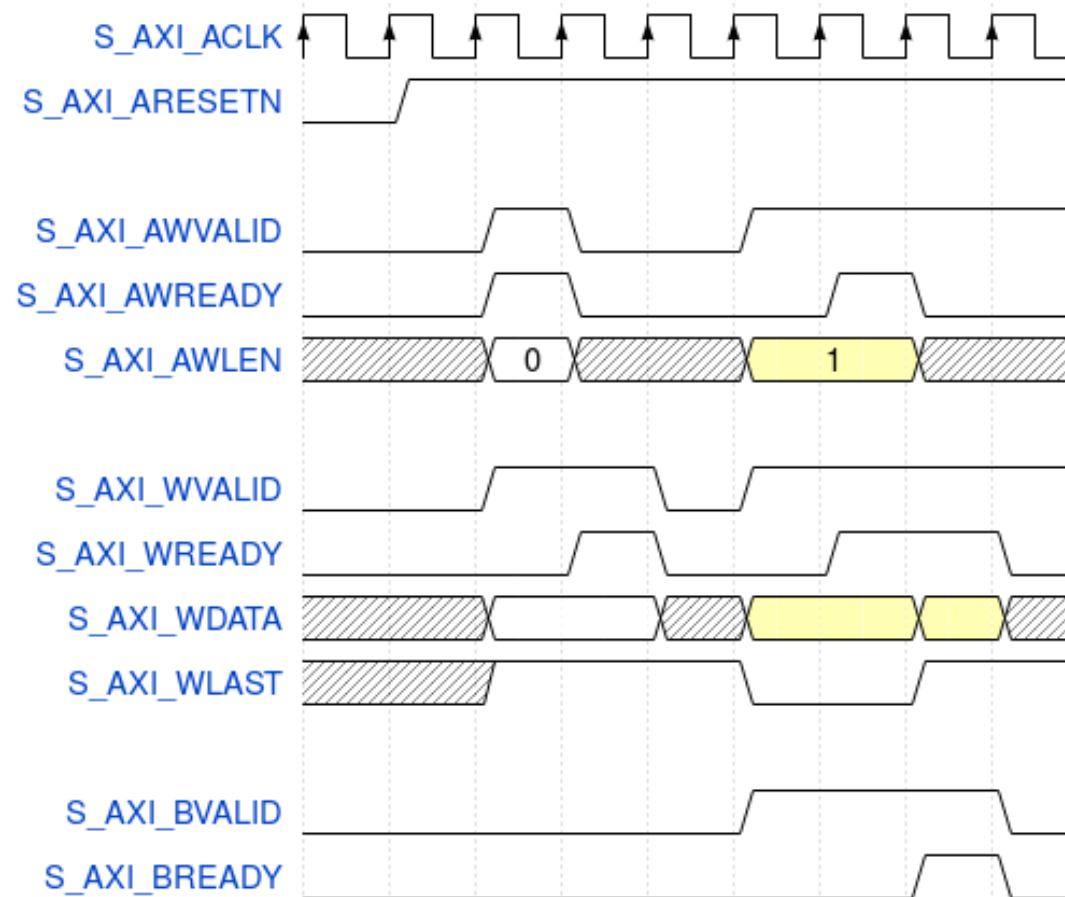 S_AXI_ACLK
S_AXI_ARESETN
S_AXI_AWVALID
S_AXI_AWREADY
S_AXI_AWLEN 0 1
S_AXI_WVALID
S_AXI_WREADY
S_AXI_WDATA
S_AXI_WLAST
S_AXI_BVALID
S_AXI_BREADY